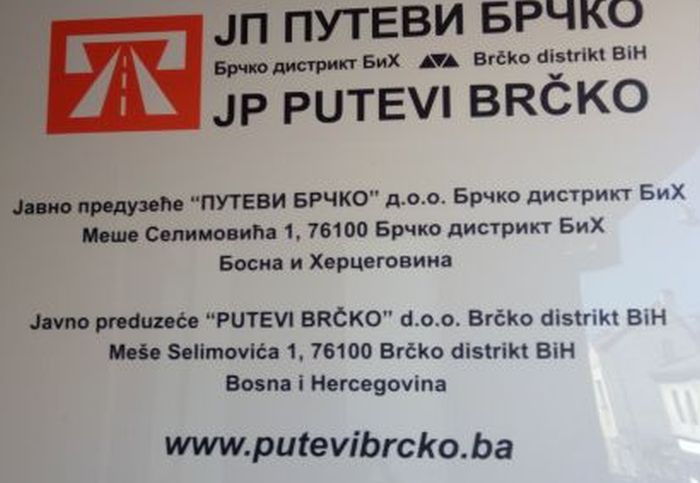 ЈП ПУТЕВИ БРЧКО
Брчко дистрикт БиХ Brčko distrikt BiH
JP PUTEVI BRČKO
Јавно предузеће “ПУТЕВИ БРЧКО” д.о.о. Брчко дистрикт БиХ
Меше Селимовића 1, 76100 Брчко дистрикт БиХ
Босна и Херцеговина
Javno preduzeće “PUTEVI BRČKO” d.o.o. Brčko distrikt BiH
Meše Selimovića 1, 76100 Brčko distrikt BiH
Bosna i Hercegovina
www.putevibrcko.ba